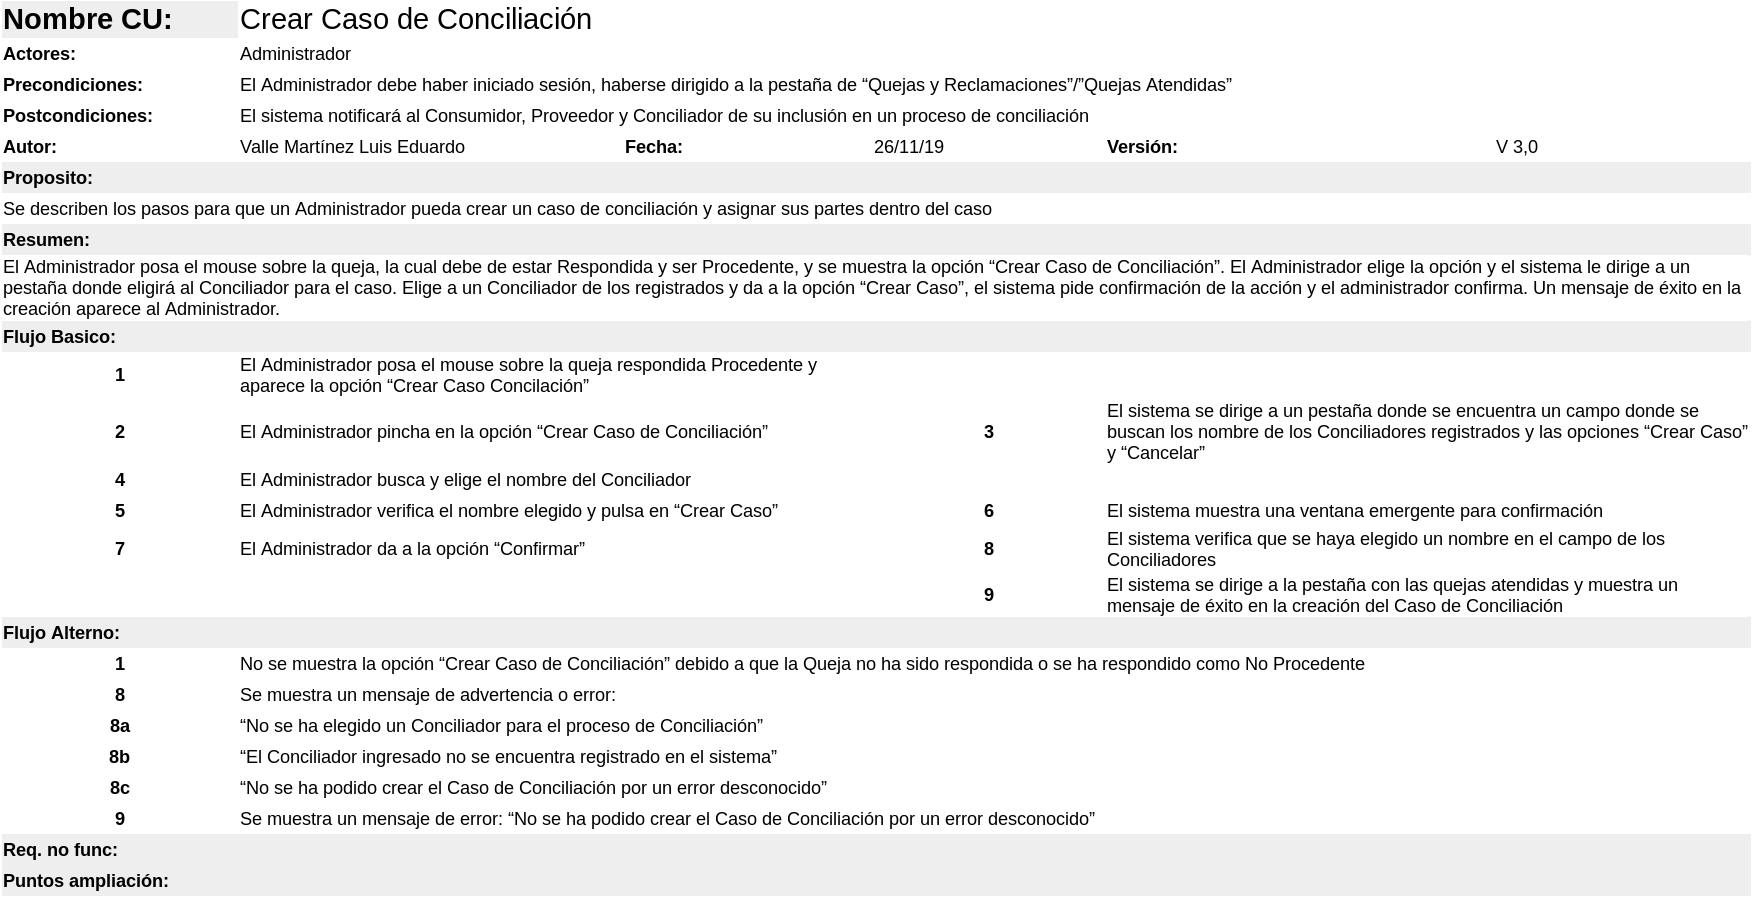 Nombre CU: Crear Caso de Conciliación
Actores: Administrador
Precondiciones: El Administrador debe haber iniciado sesión, haberse dirigido a la pestaña de “Quejas y Reclamaciones”/”Quejas Atendidas”
Postcondiciones: El sistema notificará al Consumidor, Proveedor y Conciliador de su inclusión en un proceso de conciliación
Autor: Valle Martínez Luis Eduardo Fecha: 26/11/19 Versión: V 3,0
Proposito:
Se describen los pasos para que un Administrador pueda crear un caso de conciliación y asignar sus partes dentro del caso
Resumen:
El Administrador posa el mouse sobre la queja, la cual debe de estar Respondida y ser Procedente, y se muestra la opción “Crear Caso de Conciliación”. El Administrador elige la opción y el sistema le dirige a un
pestaña donde eligirá al Conciliador para el caso. Elige a un Conciliador de los registrados y da a la opción “Crear Caso”, el sistema pide confirmación de la acción y el administrador confirma. Un mensaje de éxito en la
creación aparece al Administrador.
Flujo Basico:
1 El Administrador posa el mouse sobre la queja respondida Procedente y
aparece la opción “Crear Caso Concilación”
2 El Administrador pincha en la opción “Crear Caso de Conciliación”
3 El sistema se dirige a un pestaña donde se encuentra un campo donde se
buscan los nombre de los Conciliadores registrados y las opciones “Crear Caso”
y “Cancelar”
4 El Administrador busca y elige el nombre del Conciliador
5 El Administrador verifica el nombre elegido y pulsa en “Crear Caso”
6 El sistema muestra una ventana emergente para confirmación
7 El Administrador da a la opción “Confirmar”
8 El sistema verifica que se haya elegido un nombre en el campo de los
Conciliadores
9 El sistema se dirige a la pestaña con las quejas atendidas y muestra un
mensaje de éxito en la creación del Caso de Conciliación
Flujo Alterno:
1 No se muestra la opción “Crear Caso de Conciliación” debido a que la Queja no ha sido respondida o se ha respondido como No Procedente
8 Se muestra un mensaje de advertencia o error:
8a “No se ha elegido un Conciliador para el proceso de Conciliación”
8b “El Conciliador ingresado no se encuentra registrado en el sistema”
8c “No se ha podido crear el Caso de Conciliación por un error desconocido”
9 Se muestra un mensaje de error: “No se ha podido crear el Caso de Conciliación por un error desconocido”
Req. no func:
Puntos ampliación: